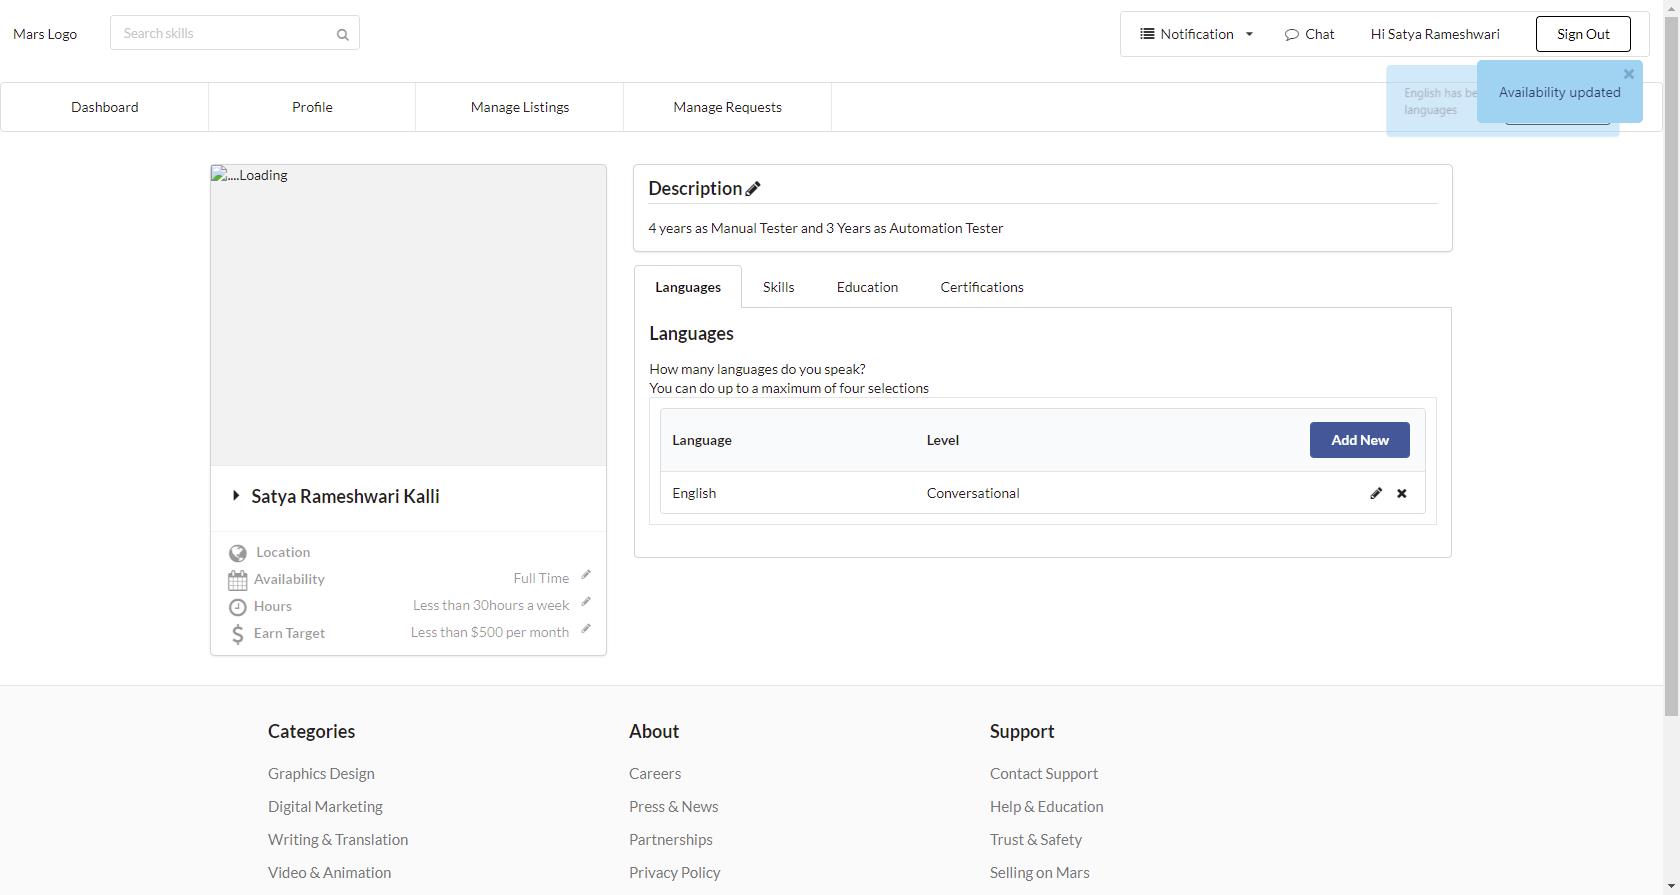 Mars Logo
Search skills
Notification
Chat
Hi Satya Rameshwari
Sign Out
Dashboard
Profile
Manage Listings
Manage Requests
English has be
languages
Availability updated
....Loading
Description
4 years as Manual Tester and 3 Years as Automation Tester
Languages
Skills
Education
Certifications
Languages
How many languages do you speak?
You can do up to a maximum of four selections
Language
Level
Add New
English
Conversational
Satya Rameshwari Kalli
Location
Availability
Full Time
Hours
Less than 30hours a week
Earn Target
Less than $500 per month
Categories
About
Support
Graphics Design
Careers
Contact Support
Digital Marketing
Press & News
Help & Education
Writing & Translation
Partnerships
Trust & Safety
Video & Animation
Privacy Policy
Selling on Mars